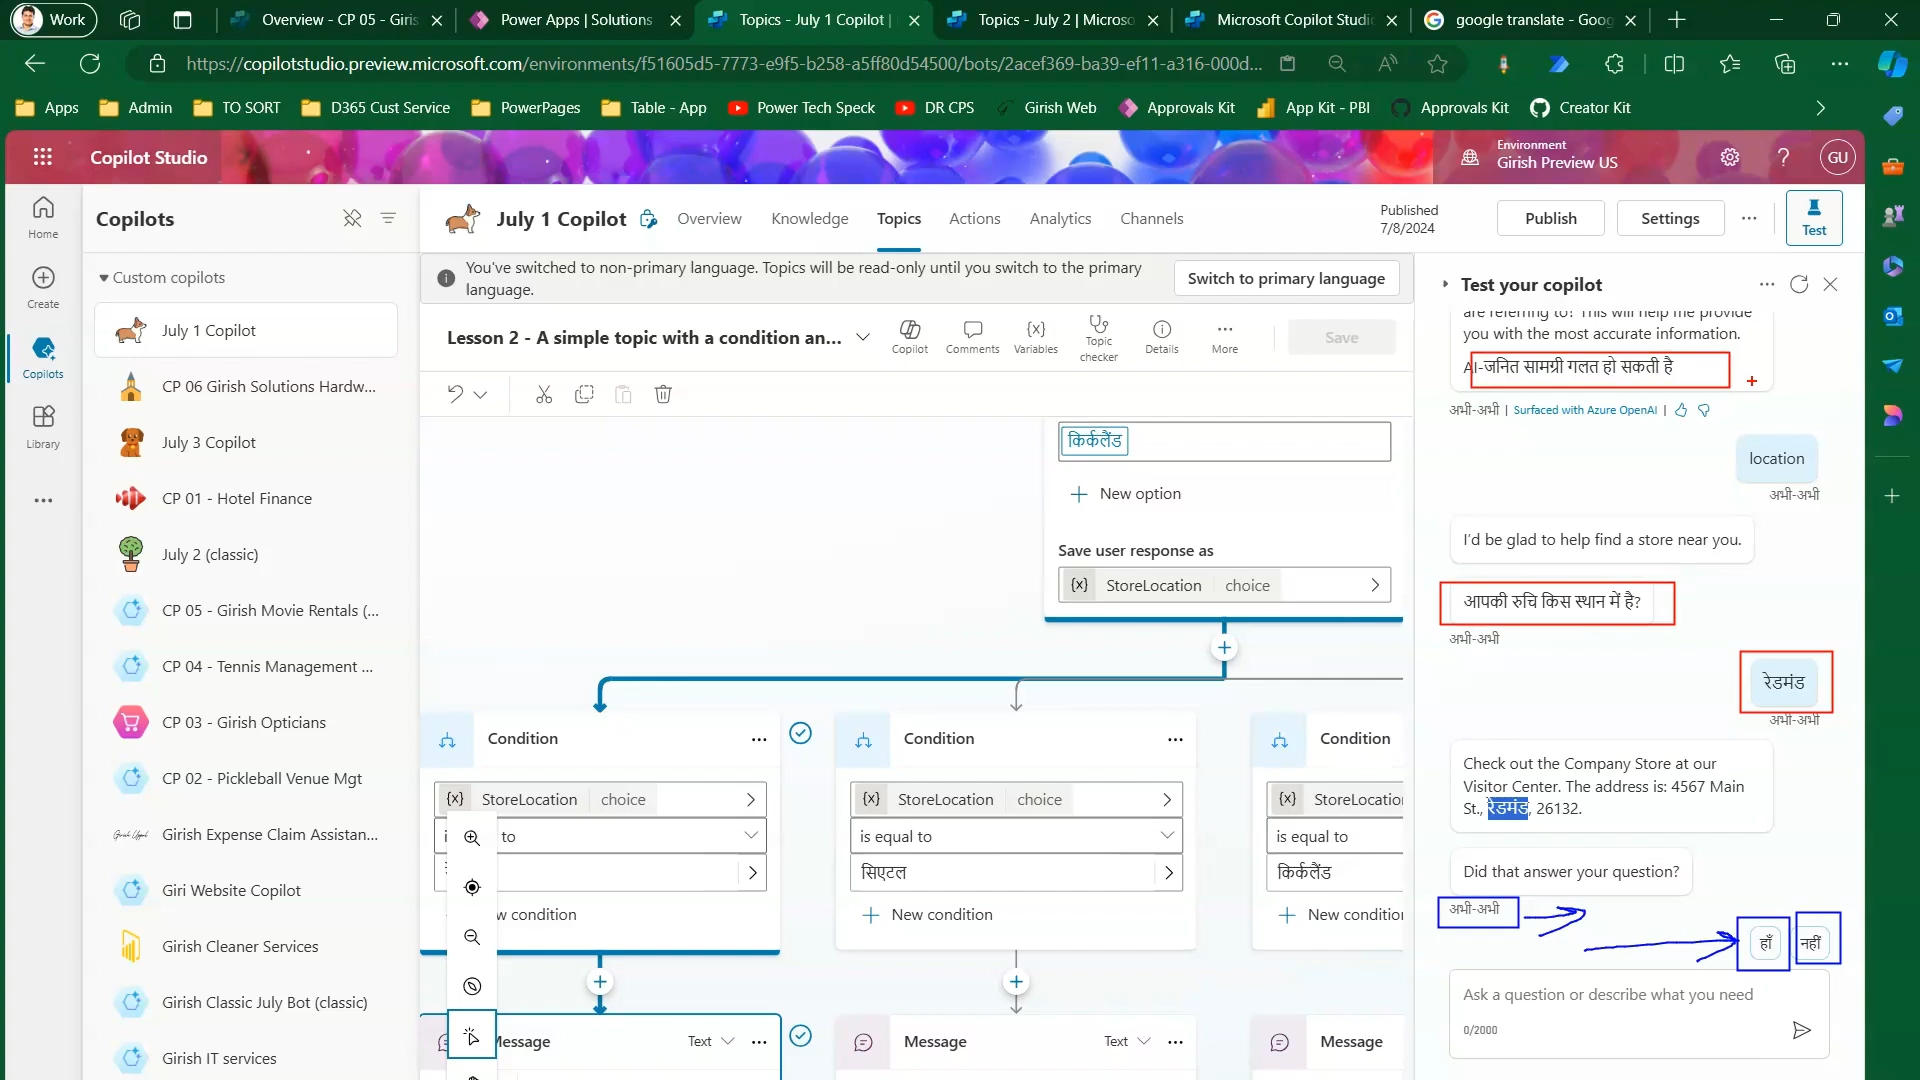 Work
Overview - CP 05 - Giris
Power Apps | Solutions
Topics - July 1 Copilot |
Topics - July 2 | Microso
Microsoft Copilot Studi
google translate - Goog
https://copilotstudio.preview.microsoft.com/environments/f51605d5-7773-e9f5-b258-a5ff80d54500/bots/2acef369-ba39-ef11-a316-000d...
Apps
Admin
TO SORT
D365 Cust Service
PowerPages
Table - App
Power Tech Speck
DR CPS
Girish Web
Approvals Kit
App Kit - PBI
Approvals Kit
Creator Kit
Copilot Studio
Environment
Girish Preview US
GU
Home
Create
Copilots
Library
Copilots
Custom copilots
July 1 Copilot
CP 06 Girish Solutions Hardw...
July 3 Copilot
CP 01 - Hotel Finance
July 2 (classic)
CP 05 - Girish Movie Rentals (...
CP 04 - Tennis Management ...
CP 03 - Girish Opticians
CP 02 - Pickleball Venue Mgt
Girish Expense Claim Assistan...
Giri Website Copilot
Girish Cleaner Services
Girish Classic July Bot (classic)
Girish IT services
July 1 Copilot
Overview
Knowledge
Topics
Actions
Analytics
Channels
Published
7/8/2024
Publish
Settings
Test
You've switched to non-primary language. Topics will be read-only until you switch to the primary
language.
Switch to primary language
Lesson 2 - A simple topic with a condition an...
Copilot
Comments
Variables
Topic
checker
Details
More
Save
किर्कलैंड
New option
Save user response as
{x} StoreLocation choice
Condition
{x} StoreLocation choice
to
w condition
Message
Text
Condition
{x} StoreLocation choice
is equal to
सिएटल
New condition
Message
Text
Condition
{x} StoreLocatio
is equal to
किर्कलैंड
New conditio
Message
Test your copilot
are referring to? This will help me provide
you with the most accurate information.
AI-जनित सामग्री गलत हो सकती है
अभी-अभी | Surfaced with Azure OpenAI |
location
अभी-अभी
I'd be glad to help find a store near you.
आपकी रुचि किस स्थान में है?
अभी-अभी
रेडमंड
अभी-अभी
Check out the Company Store at our
Visitor Center. The address is: 4567 Main
St., रेडमंड, 26132.
Did that answer your question?
अभी-अभी
हाँ
नहीं
Ask a question or describe what you need
0/2000